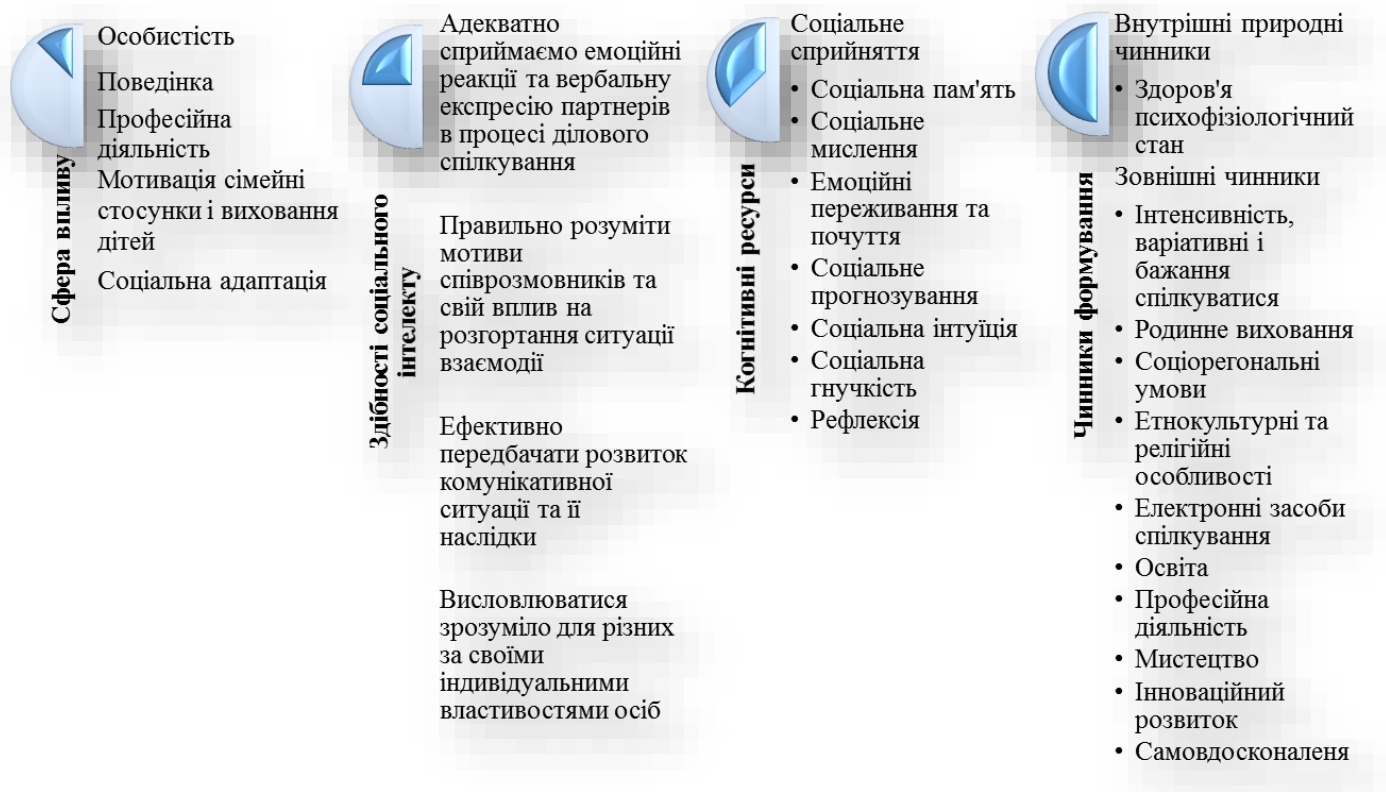 Сфера впливу
Особистість
Поведінка
Професійна
діяльність
Мотивація сімейні
стосунки і виховання
дітей
Соціальна адаптація
Здібності соціального
інтелекту
Адекватно
сприймаємо емоційні
реакції та вербальну
експресію партнерів
в процесі ділового
спілкування
Правильно розуміти
мотиви
співрозмовників та
свій вплив на
розгортання ситуації
взаємодії
Ефективно
передбачати розвиток
комунікативної
ситуації та її
наслідки
Висловлюватися
зрозуміло для різних
за своїми
індивідуальними
властивостями осіб
Когнітивні ресурси
Соціальне
сприйняття
• Соціальна пам'ять
• Соціальне
мислення
• Емоційні
переживання та
почуття
• Соціальне
прогнозування
• Соціальна інтуїція
• Соціальна
гнучкість
• Рефлексія
Чинники формування
Внутрішні природні
чинники
• Здоров'я
психофізіологічний
стан
Зовнішні чинники
• Інтенсивність,
варіативні і
бажання
спілкуватися
• Родинне виховання
• Соціорегональні
умови
• Етнокультурні та
релігійні
особливості
• Електронні засоби
спілкування
• Освіта
• Професійна
діяльність
• Мистецтво
• Інноваційний
розвиток
• Самовдосконаленя